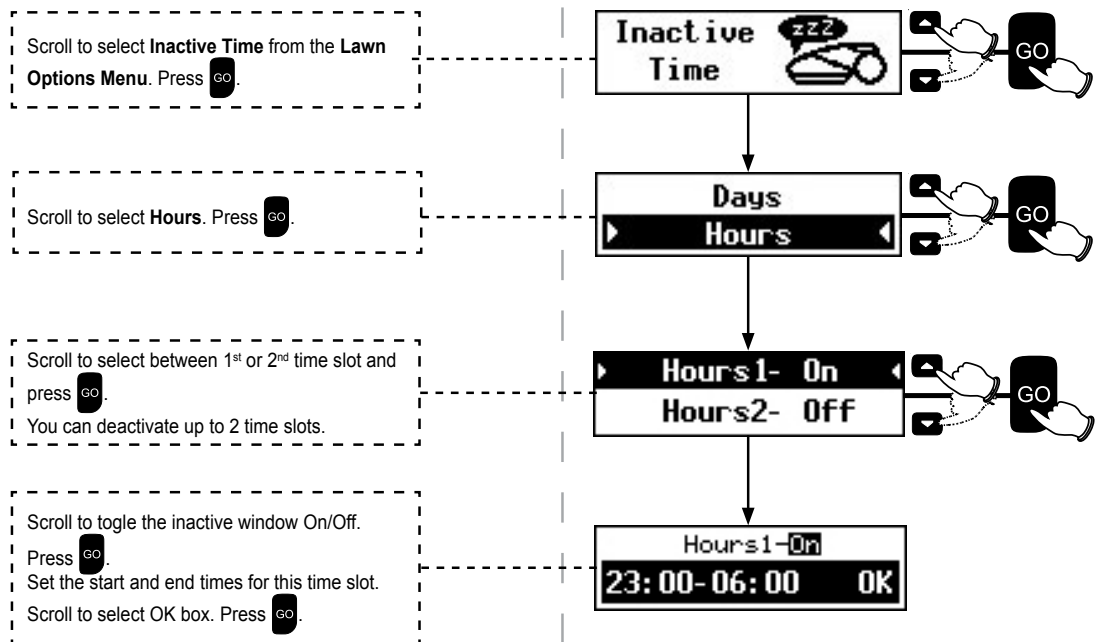 Scroll to select Inactive Time from the Lawn
Options Menu. Press GO.
Inactive
Time
zzZ
GO
Scroll to select Hours. Press GO.
Days
Hours
GO
Scroll to select between 1st or 2nd time slot and
press GO.
You can deactivate up to 2 time slots.
Hours1- On
Hours2- Off
GO
Scroll to togle the inactive window On/Off.
Press GO.
Set the start and end times for this time slot.
Scroll to select OK box. Press GO.
Hours1-On
23:00-06:00 OK